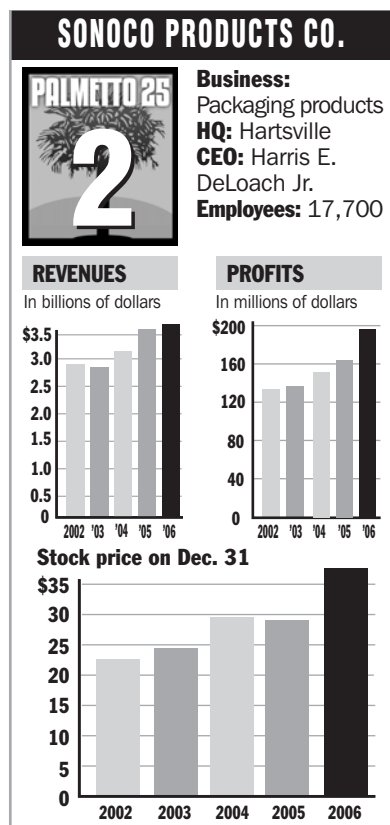 SONOCO PRODUCTS CO.
PALMETTO 25
2
Business:
Packaging products
HQ: Hartsville
CEO: Harris E.
DeLoach Jr.
Employees: 17,700
REVENUES
In billions of dollars
$3.5
3.0
2.5
2.0
1.5
1.0
0.5
0
2002 '03 '04 '05 '06
PROFITS
In millions of dollars
$200
160
120
80
40
0
2002 '03 '04 '05 '06
Stock price on Dec. 31
$35
30
25
20
15
10
5
0
2002 2003 2004 2005 2006